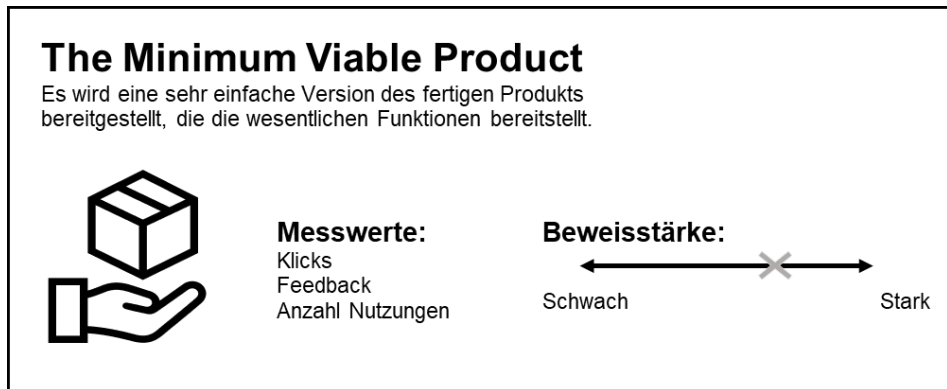 The Minimum Viable Product
Es wird eine sehr einfache Version des fertigen Produkts
bereitgestellt, die die wesentlichen Funktionen bereitstellt.
Messwerte:
Klicks
Feedback
Anzahl Nutzungen
Beweisstärke:
Schwach
Stark